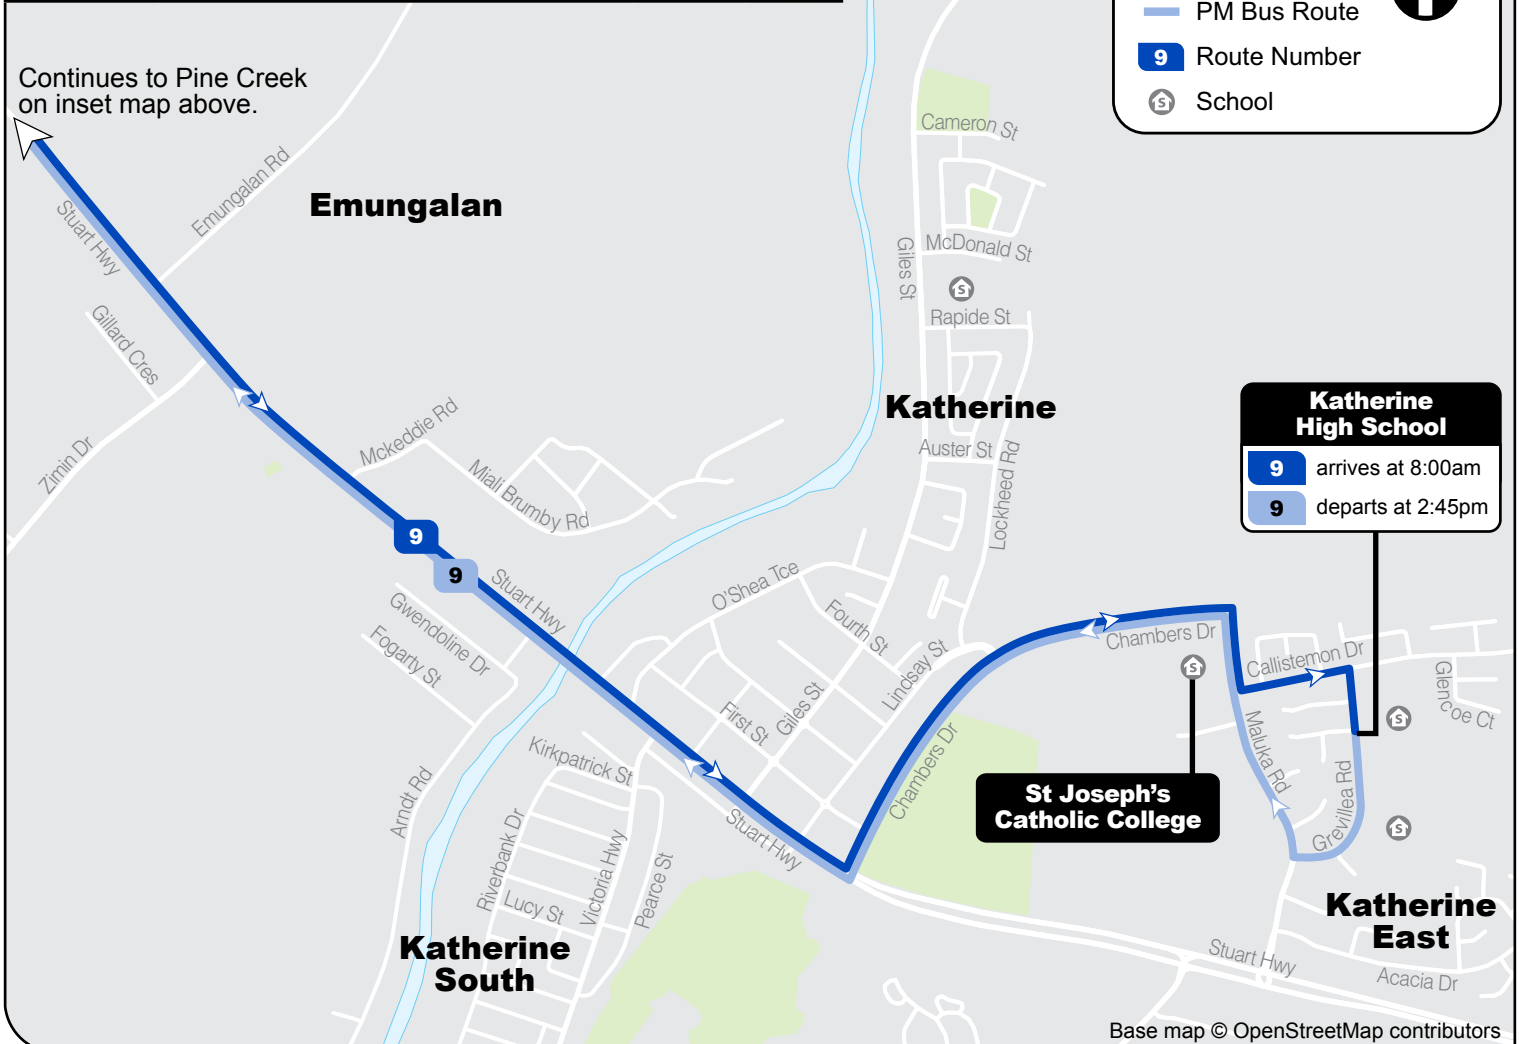 PM Bus Route
9 Route Number
School
Continues to Pine Creek
on inset map above.
Cameron St
Emungalan Rd
Emungalan
Stuart Hwy
Giles St
McDonald St
Rapide St
Gillard Cres
Katherine
Katherine
High School
9 arrives at 8:00am
9 departs at 2:45pm
Mckeddie Rd
Auster St
Zimin Dr
Miali Brumby Rd
Lockheed Rd
9
9
Stuart Hwy
O'Shea Tce
Gwendoline Dr
Fogarty St
Fourth St
Lindsay St
Chambers Dr
Callistemon Dr
Glencoe Ct
First St
Giles St
Chambers Dr
Maluka Rd
Kirkpatrick St
Arndt Rd
St Joseph's
Catholic College
Grevillea Rd
Stuart Hwy
Riverbank Dr
Victoria Hwy
Pearce St
Lucy St
Katherine
East
Katherine
South
Stuart Hwy
Acacia Dr
Base map © OpenStreetMap contributors